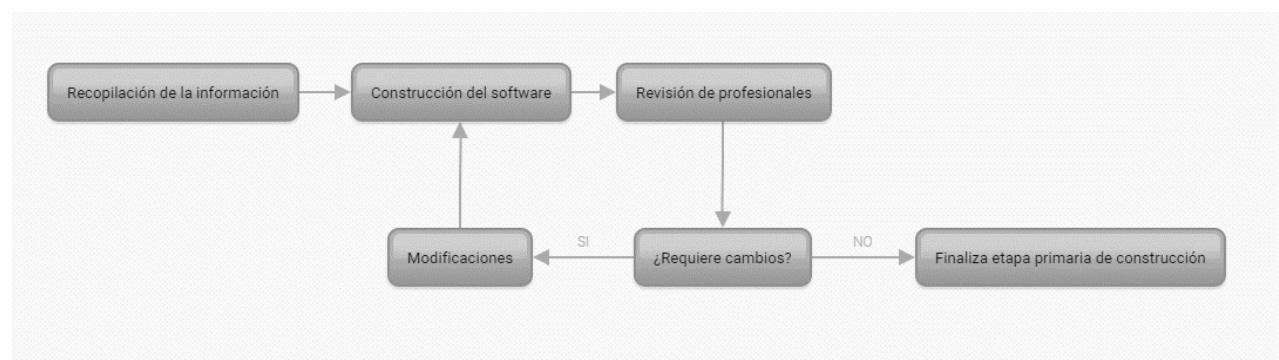 Recopilación de la información
Construcción del software
Revisión de profesionales
Modificaciones
SI
¿Requiere cambios?
NO
Finaliza etapa primaria de construcción